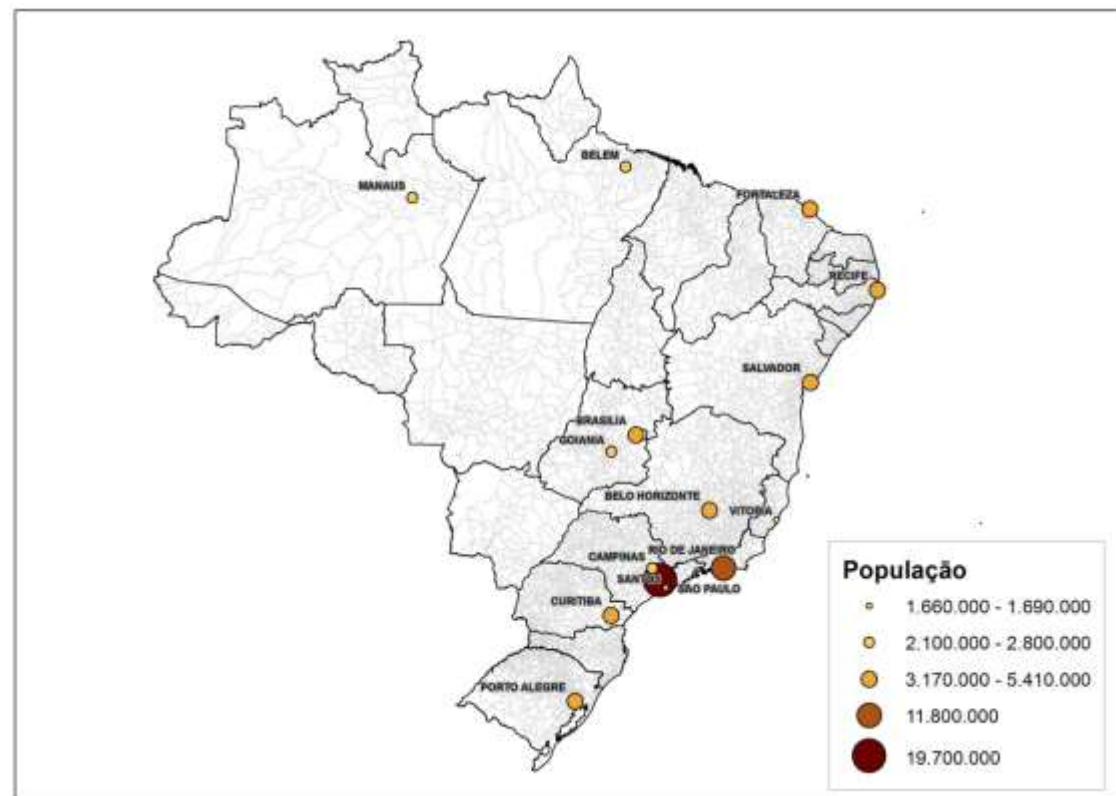 BELEM
MANAUS
FORTALEZA
RECIFE
SALVADOR
BRASILIA
GOIANIA
BELO HORIZONTE
VITORIA
RIO DE JANEIRO
CAMPINAS
SANTOS
SAO PAULO
CURITIBA
PORTO ALEGRE
População
1.660.000 - 1.690.000
2.100.000 - 2.800.000
3.170.000 - 5.410.000
11.800.000
19.700.000